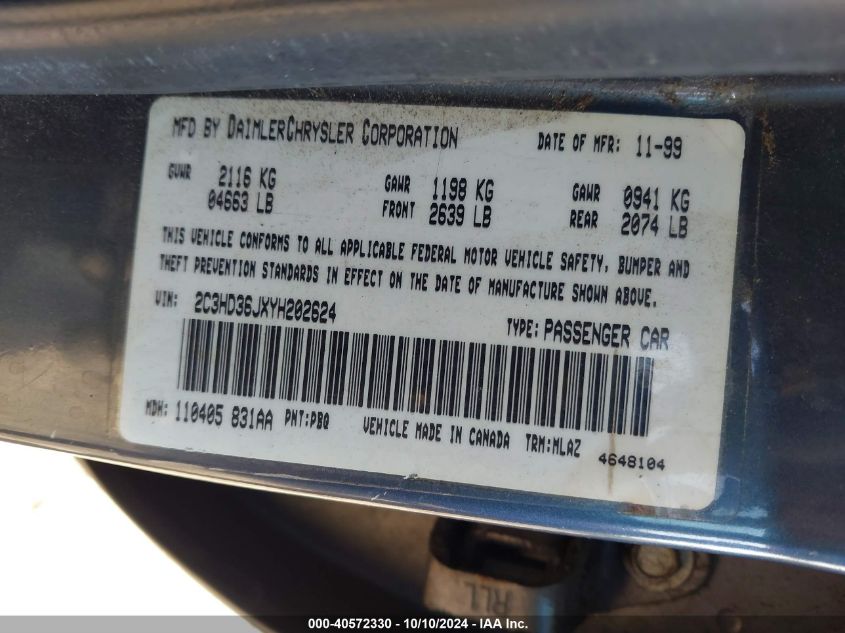 MFD BY DAIMLERCHRYSLER CORPORATION DATE OF MFR: 11-99
GVWR 2116 KG GAWR 1198 KG GAWR 0941 KG
04663 LB FRONT 2639 LB REAR 2074 LB
THIS VEHICLE CONFORMS TO ALL APPLICABLE FEDERAL MOTOR VEHICLE SAFETY, BUMPER AND
THEFT PREVENTION STANDARDS IN EFFECT ON THE DATE OF MANUFACTURE SHOWN ABOVE.
VIN: 2C3HD36JXYH202624 TYPE: PASSENGER CAR
MDH: 110405 831AA PNT:PBQ VEHICLE MADE IN CANADA TRM:MLAZ 4648104
RLL
000-40572330 - 10/10/2024 - IAA Inc.